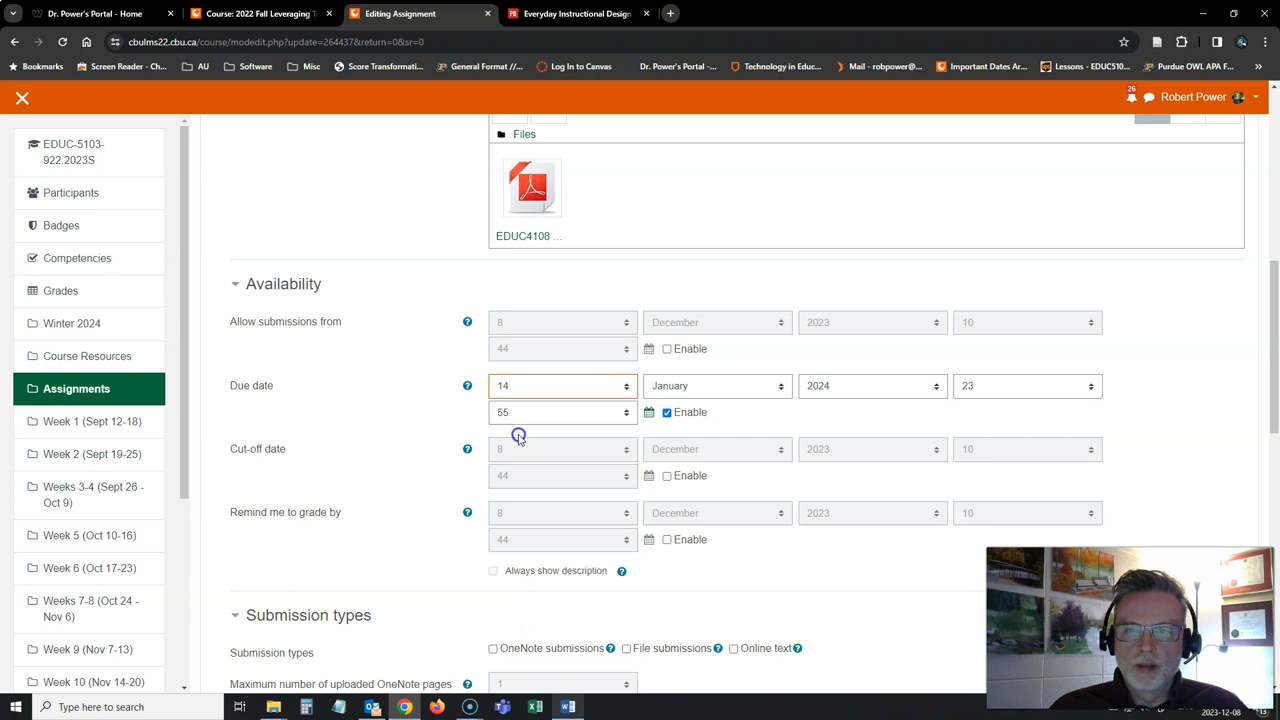 Dr. Power's Portal - Home
Course: 2022 Fall Leveraging T
Editing Assignment
Everyday Instructional Design
cbulms22.cbu.ca/course/modedit.php?update=264437&return=0&sr=0
Bookmarks
Screen Reader - Ch...
AU
Software
Misc
Score Transformati...
General Format //...
Log In to Canvas
Dr. Power's Portal -...
Technology in Educ...
Mail - robpower@...
Important Dates Ar...
Lessons - EDUC510...
Purdue OWL APA F...
26
Robert Power
EDUC-5103-
922.2023S
Participants
Badges
Competencies
Grades
Winter 2024
Course Resources
Assignments
Week 1 (Sept 12-18)
Week 2 (Sept 19-25)
Weeks 3-4 (Sept 26 -
Oct 9)
Week 5 (Oct 10-16)
Week 6 (Oct 17-23)
Weeks 7-8 (Oct 24 -
Nov 6)
Week 9 (Nov 7-13)
Week 10 (Nov 14-20)
Files
EDUC4108 ...
Availability
Allow submissions from
8 December 2023 10
44 Enable
Due date
14 January 2024 23
55 Enable
Cut-off date
8 December 2023 10
44 Enable
Remind me to grade by
8 December 2023 10
44 Enable
Always show description
Submission types
Submission types
OneNote submissions File submissions Online text
Maximum number of uploaded OneNote pages
1
Type here to search
2023-12-08